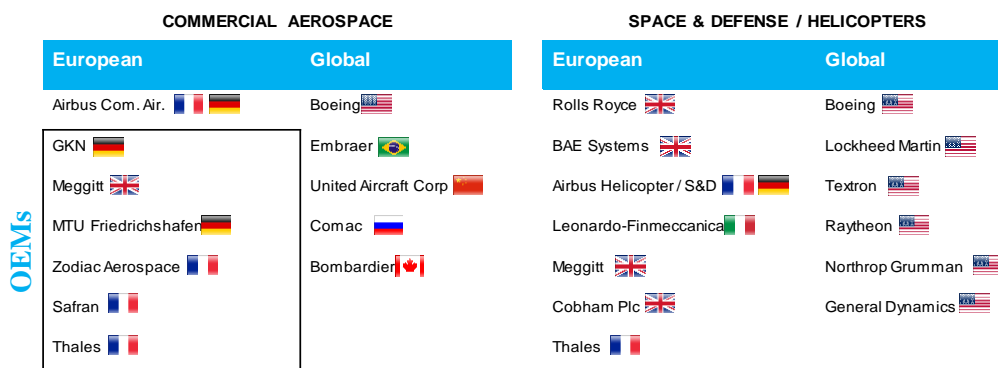 COMMERCIAL AEROSPACE
SPACE & DEFENSE / HELICOPTERS
European Global
European Global
OEMs
Airbus Com. Air. Boeing
GKN Embraer
Meggitt United Aircraft Corp
MTU Friedrichshafen Comac
Zodiac Aerospace Bombardier
Safran
Thales
Rolls Royce Boeing
BAE Systems Lockheed Martin
Airbus Helicopter / S&D Textron
Leonardo-Finmeccanica Raytheon
Meggitt Northrop Grumman
Cobham Plc General Dynamics
Thales